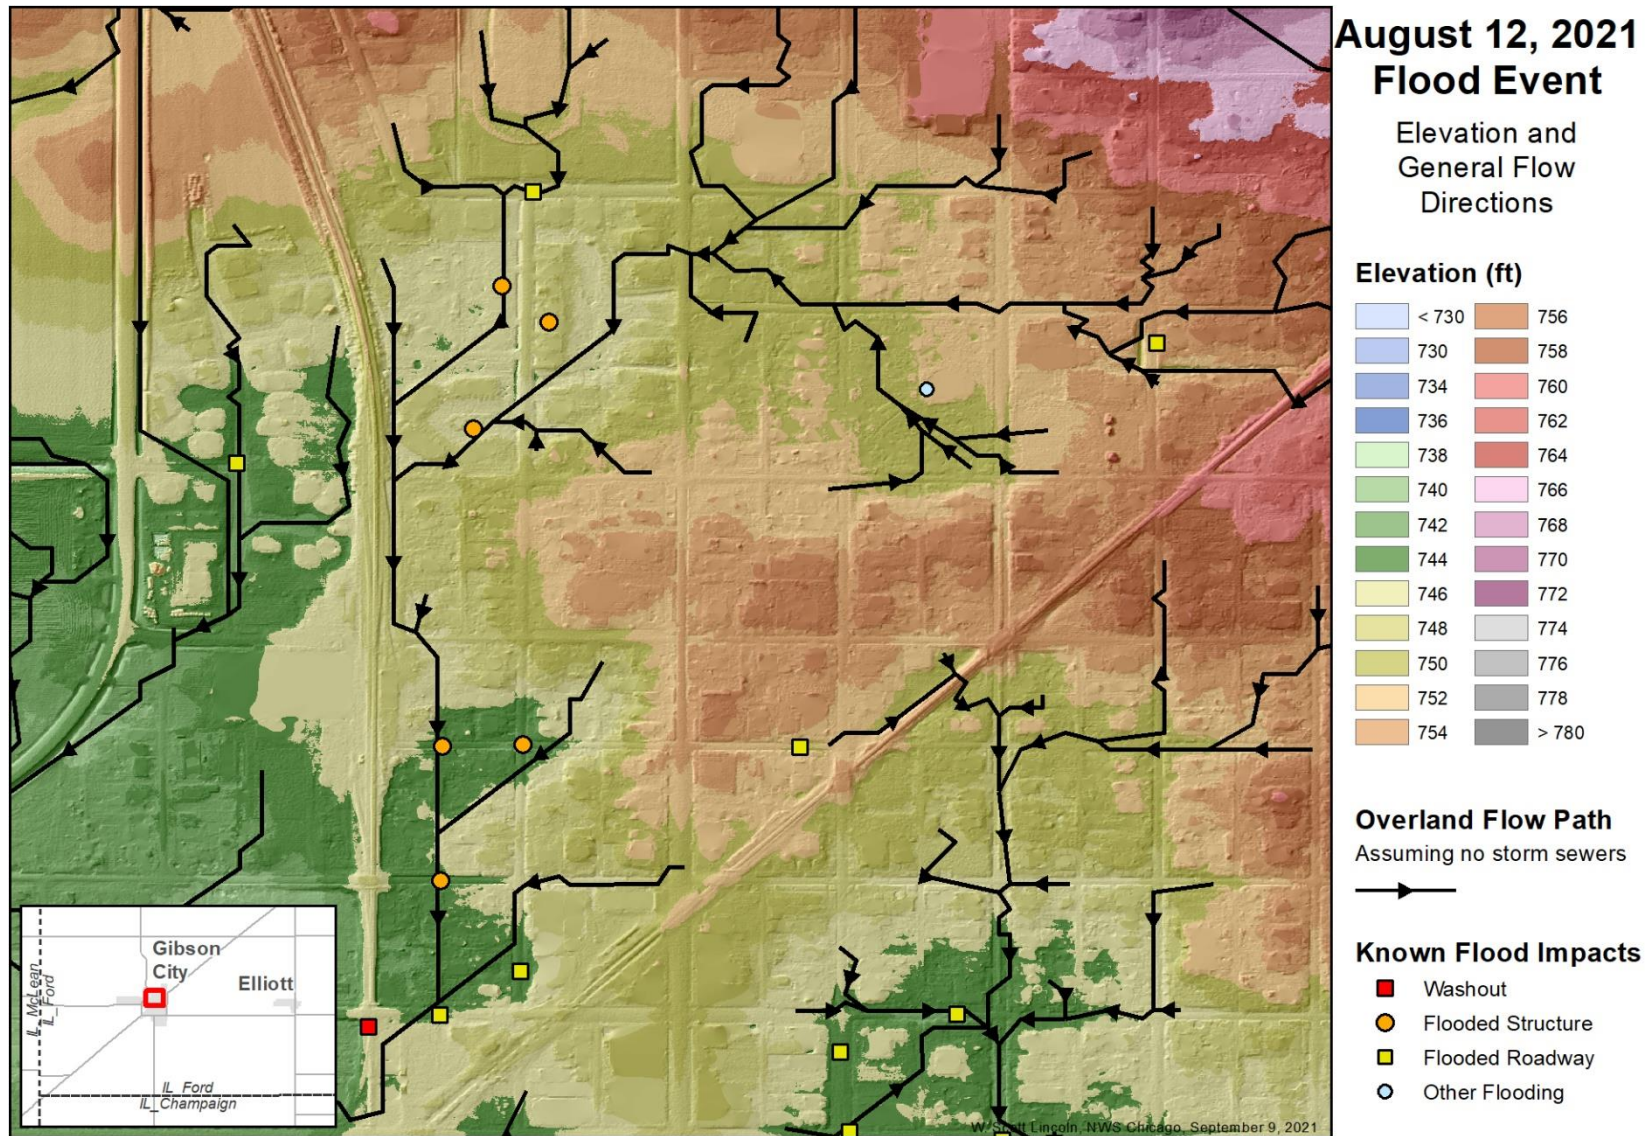 August 12, 2021
Flood Event
Elevation and
General Flow
Directions
Elevation (ft)
< 730
730
734
736
738
740
742
744
746
748
750
752
754
756
758
760
762
764
766
768
770
772
774
776
778
> 780
Overland Flow Path
Assuming no storm sewers
Known Flood Impacts
Washout
Flooded Structure
Flooded Roadway
Other Flooding
Gibson
City
Elliott
IL_McLean
IL_Ford
IL_Ford
IL_Champaign
W. Scott Lincoln, NWS Chicago, September 9, 2021